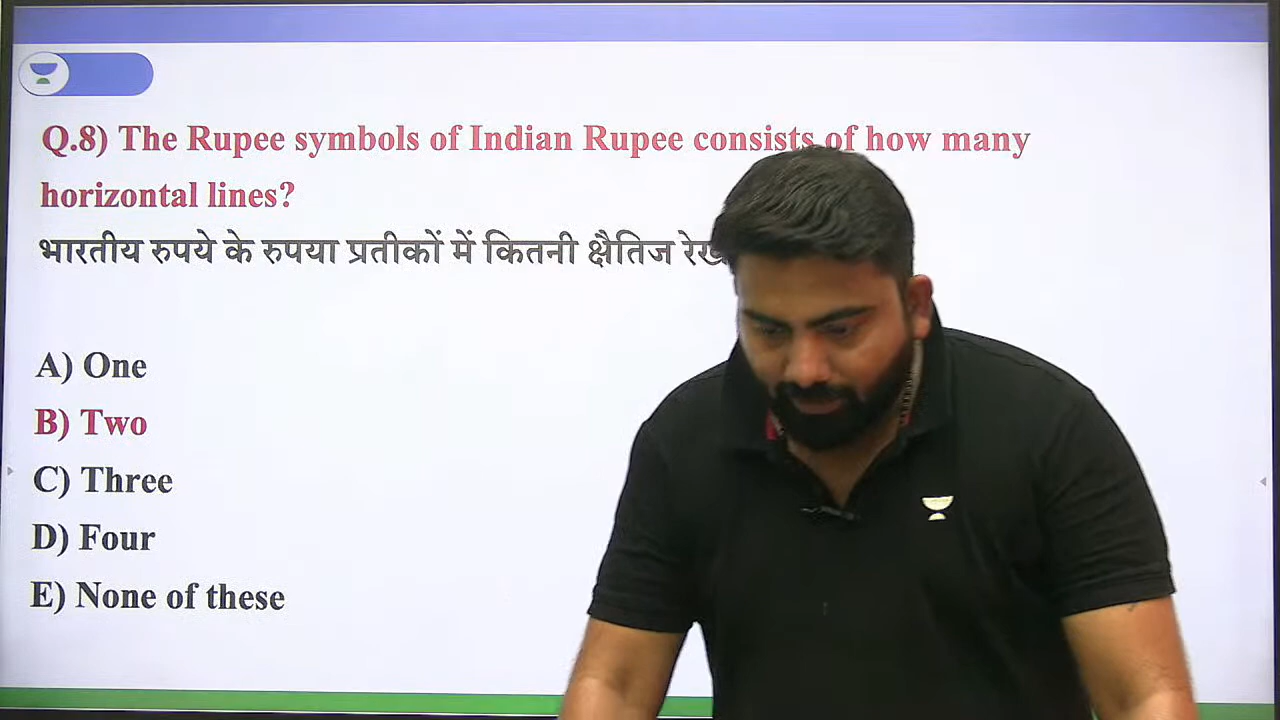 Q.8) The Rupee symbols of Indian Rupee consists of how many
horizontal lines?
भारतीय रुपये के रुपया प्रतीकों में कितनी क्षैतिज
A) One
B) Two
C) Three
D) Four
E) None of these